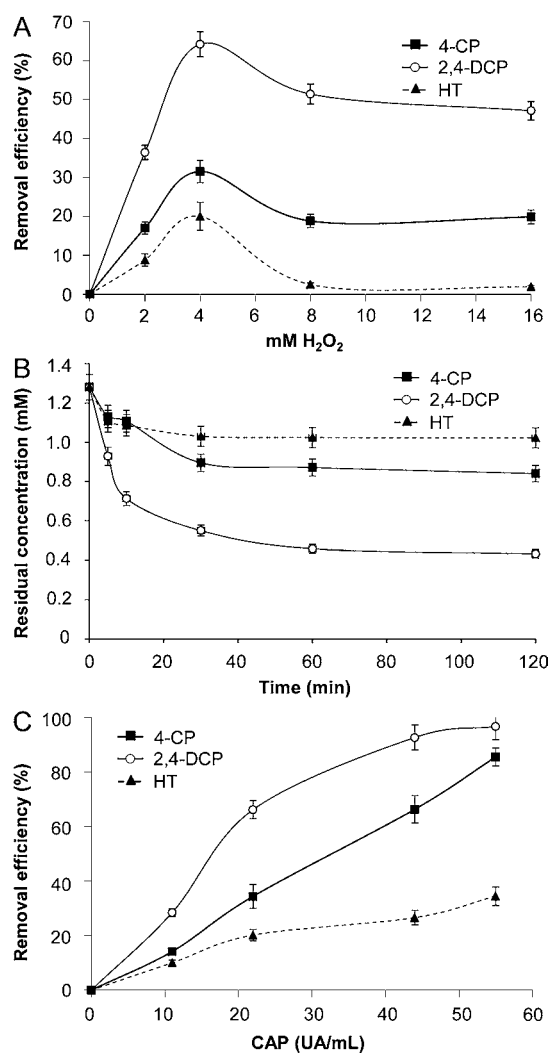 A
Removal efficiency (%)
70
60
50
40
30
20
10
0
4-CP
2,4-DCP
HT
0 2 4 6 8 10 12 14 16
mM H₂O₂
B
Residual concentration (mM)
1.4
1.2
1.0
0.8
0.6
0.4
0.2
0
4-CP
2,4-DCP
HT
0 20 40 60 80 100 120
Time (min)
C
Removal efficiency (%)
100
80
60
40
20
0
4-CP
2,4-DCP
HT
0 10 20 30 40 50 60
CAP (UA/mL)